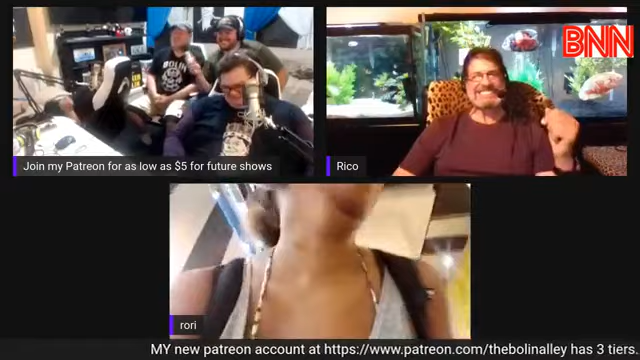 BNN
BOLIN
Join my Patreon for as low as $5 for future shows
Rico
rori
MY new patreon account at https://www.patreon.com/thebolinalley has 3 tiers.